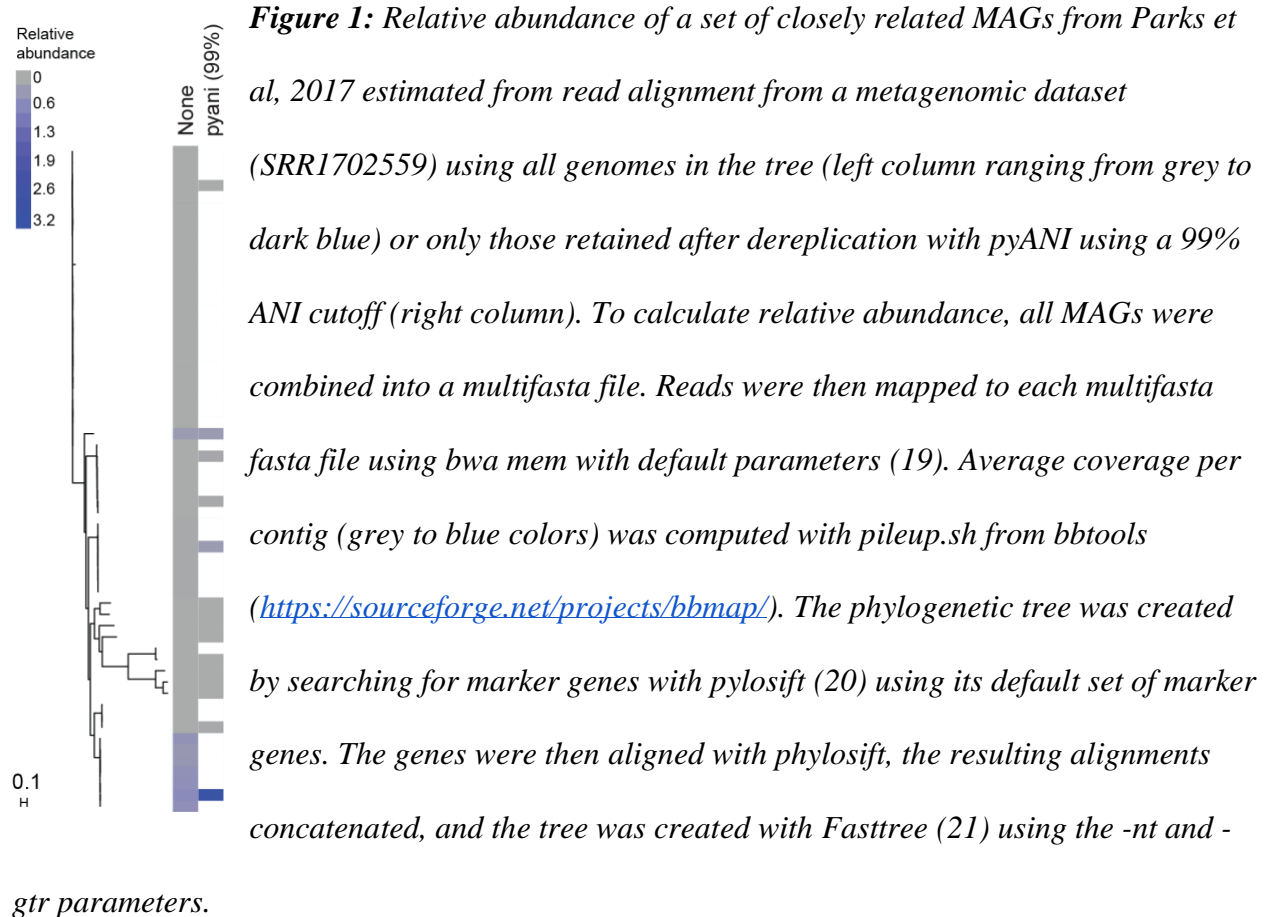 Relative
abundance
0
0.6
1.3
1.9
2.6
3.2
None
pyani (99%)
0.1
H
Figure 1: Relative abundance of a set of closely related MAGs from Parks et
al, 2017 estimated from read alignment from a metagenomic dataset
(SRR1702559) using all genomes in the tree (left column ranging from grey to
dark blue) or only those retained after dereplication with pyANI using a 99%
ANI cutoff (right column). To calculate relative abundance, all MAGs were
combined into a multifasta file. Reads were then mapped to each multifasta
fasta file using bwa mem with default parameters (19). Average coverage per
contig (grey to blue colors) was computed with pileup.sh from bbtools
(https://sourceforge.net/projects/bbmap/). The phylogenetic tree was created
by searching for marker genes with pylosift (20) using its default set of marker
genes. The genes were then aligned with phylosift, the resulting alignments
concatenated, and the tree was created with Fasttree (21) using the -nt and -
gtr parameters.